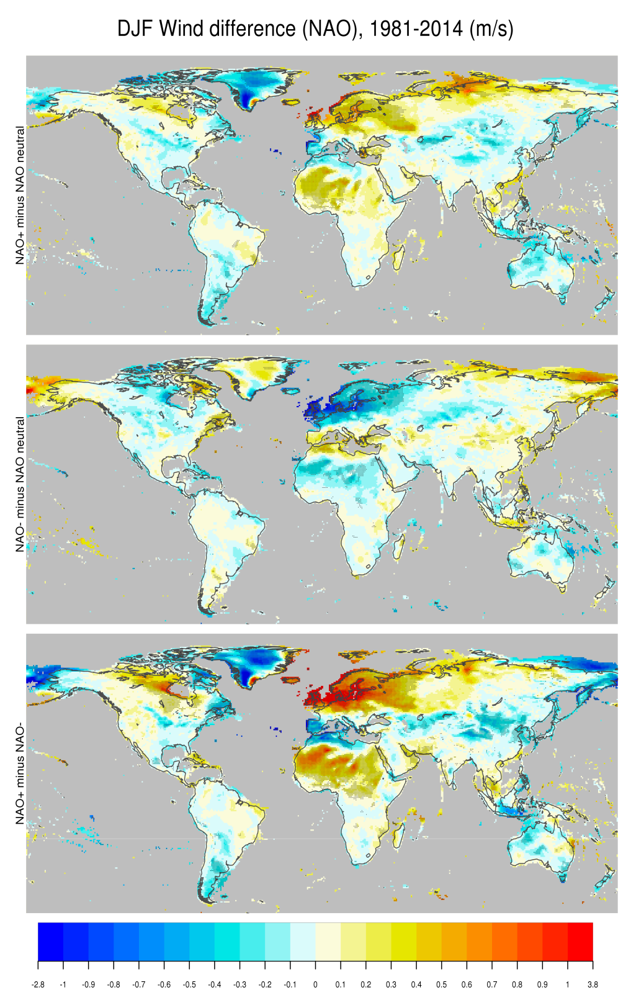 DJF Wind difference (NAO), 1981-2014 (m/s)
NAO+ minus NAO neutral
NAO- minus NAO neutral
NAO+ minus NAO-
-2.8 -1 -0.9 -0.8 -0.7 -0.6 -0.5 -0.4 -0.3 -0.2 -0.1 0 0.1 0.2 0.3 0.4 0.5 0.6 0.7 0.8 0.9 1 3.8